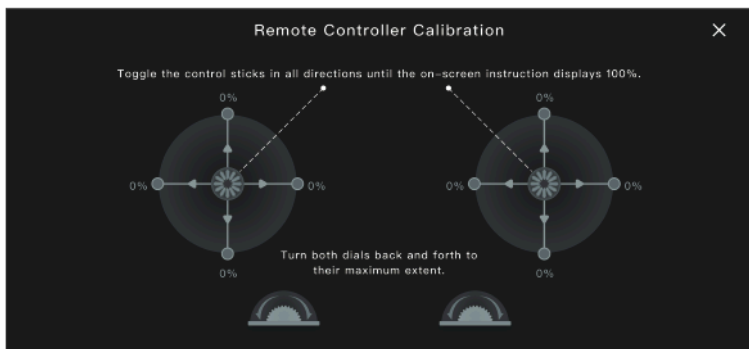 Remote Controller Calibration
Toggle the control sticks in all directions until the on-screen instruction displays 100%.
0%
0%
0%
0%
0%
0%
0%
0%
Turn both dials back and forth to
their maximum extent.